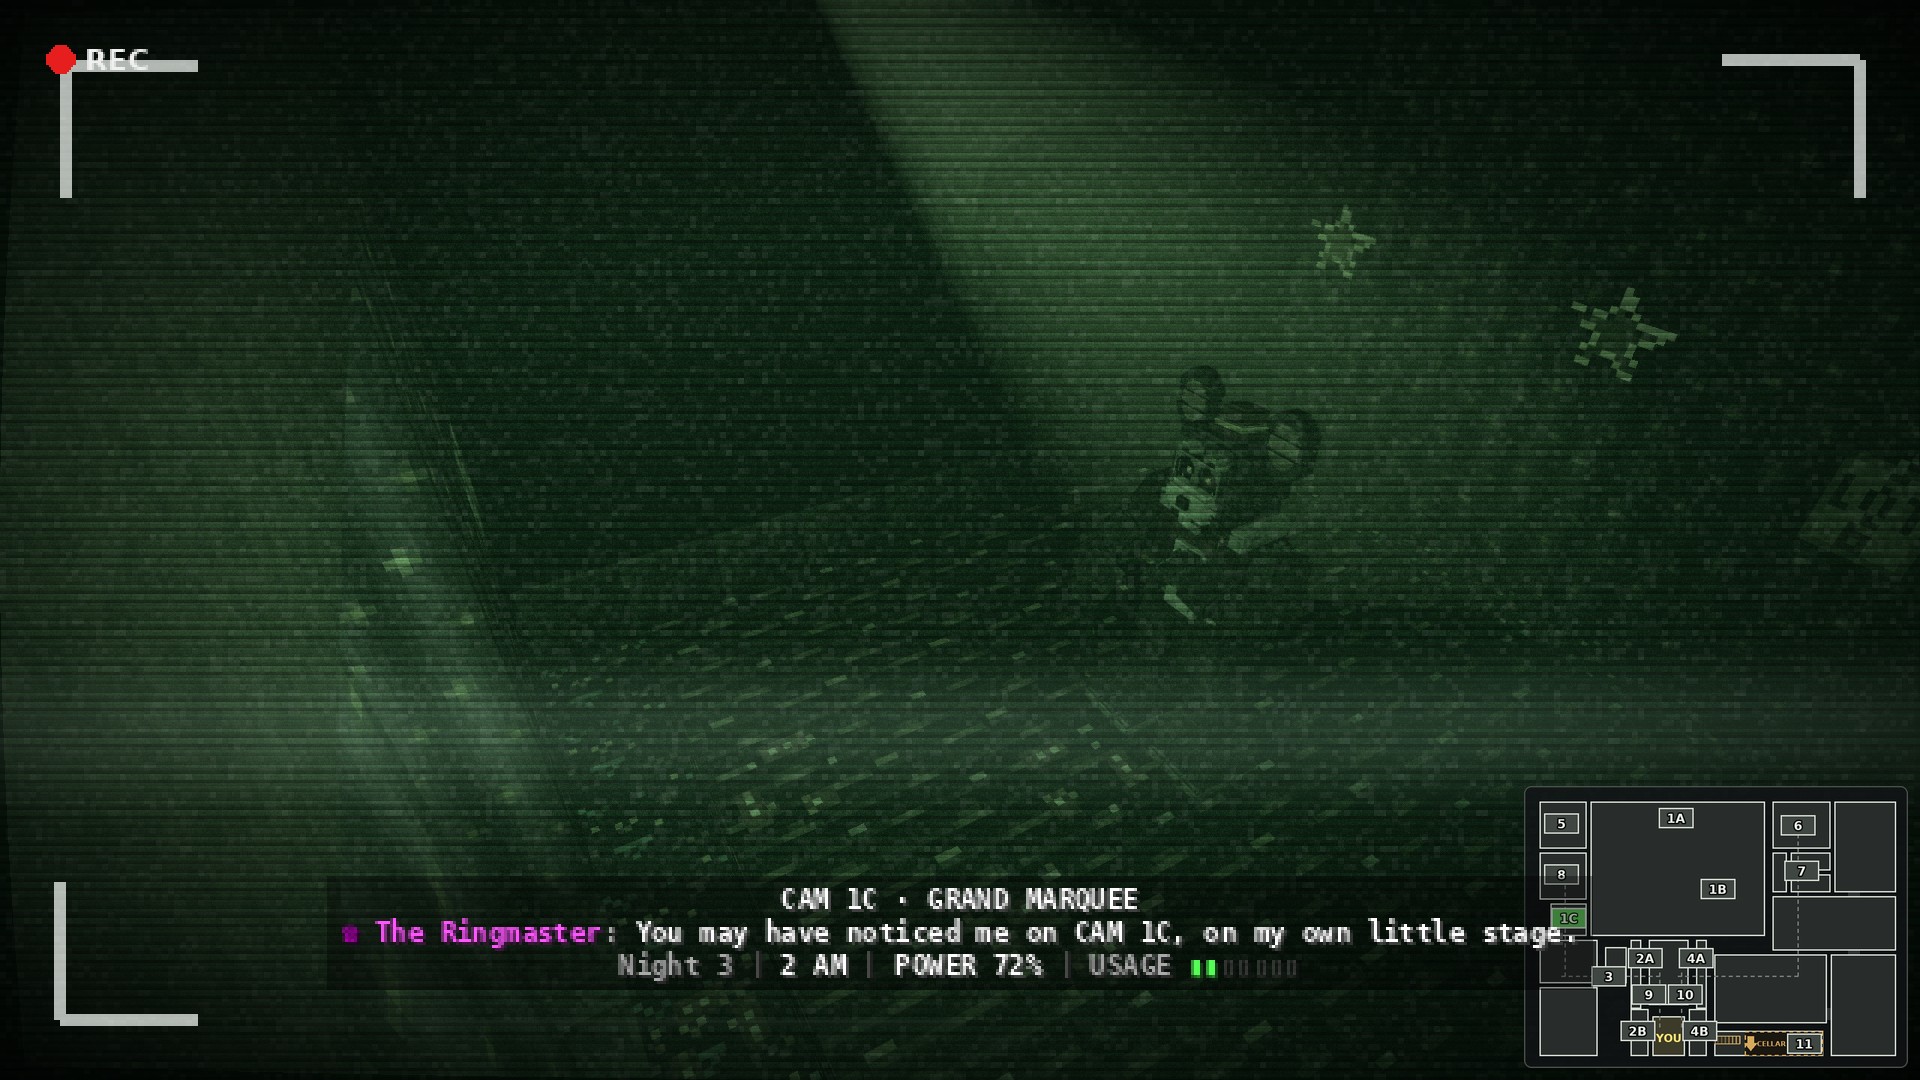 REC
CAM 1C · GRAND MARQUEE
The Ringmaster: You may have noticed me on CAM 1C, on my own little stage.
Night 3 | 2 AM | POWER 72% | USAGE
5
1A
6
8
7
1B
1C
2A
4A
3
9
10
2B
YOU
4B
CELLAR
11